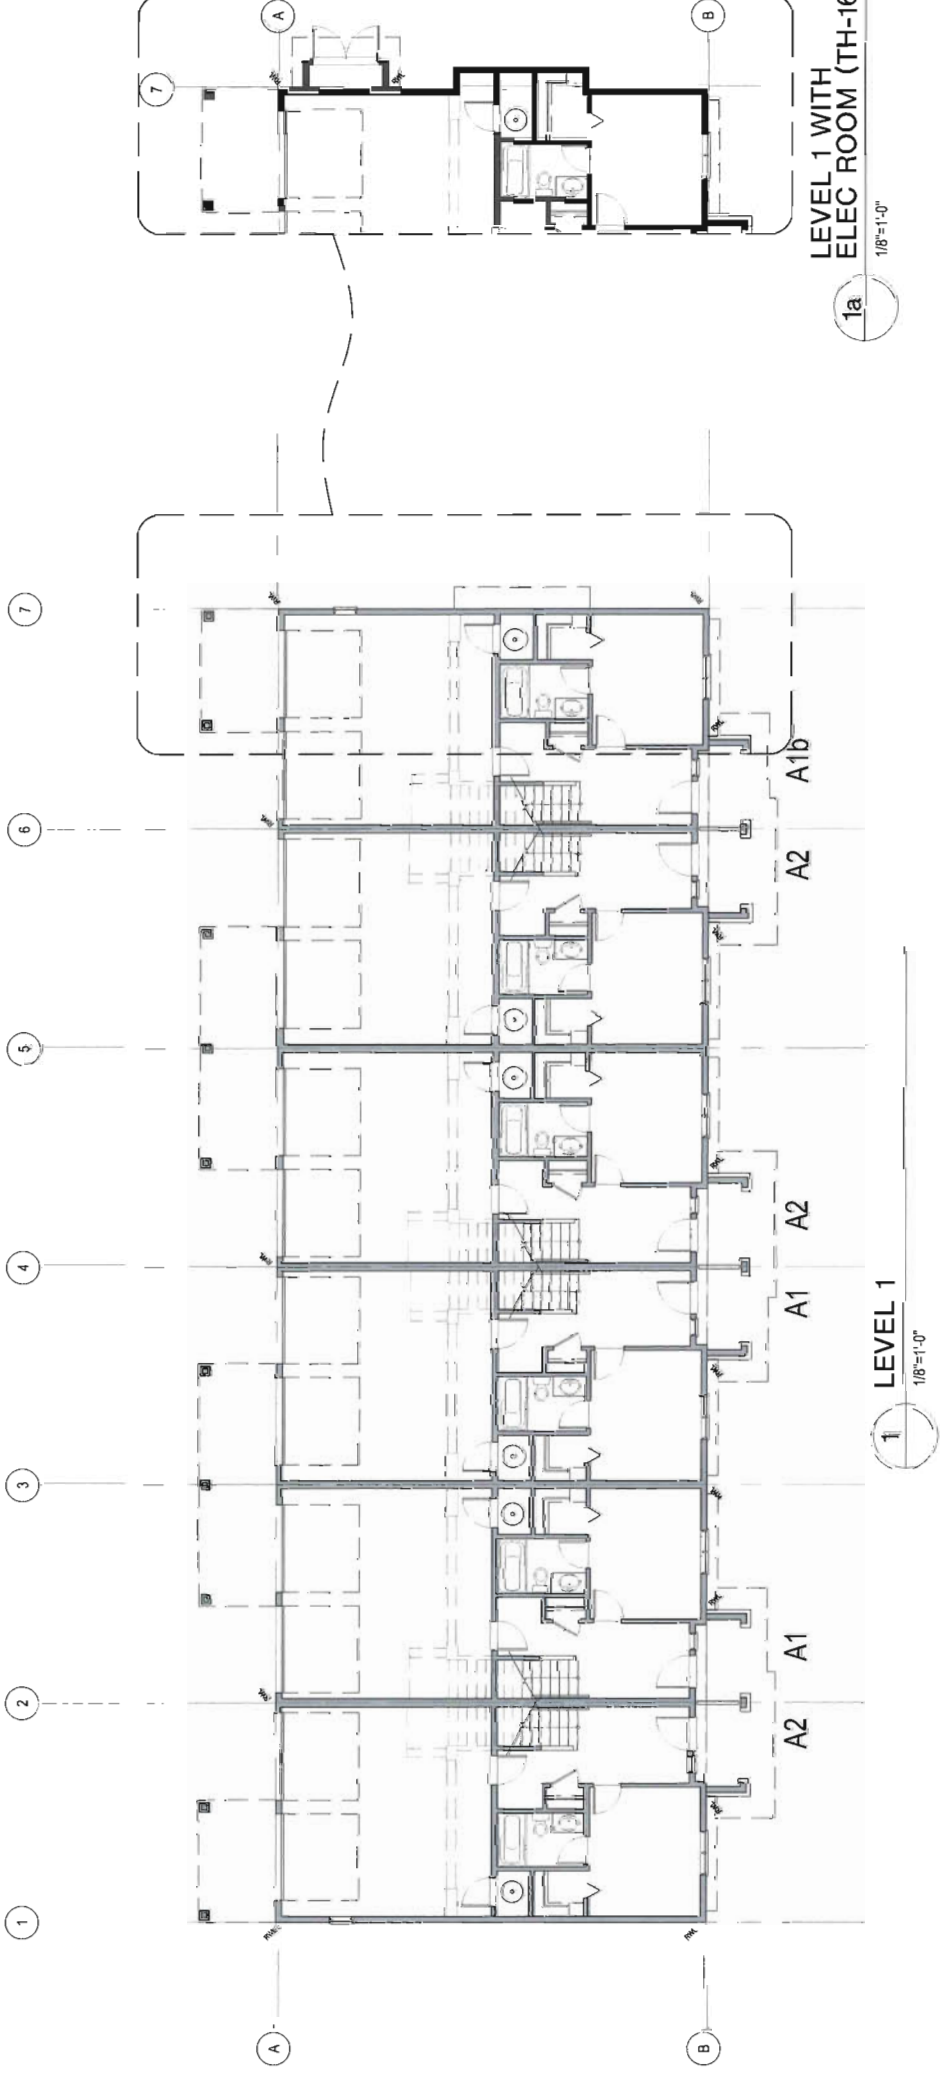 7
A
B
LEVEL 1 WITH
ELEC ROOM (TH-16
1a
1/8"=1'-0"
7
6
5
4
3
2
1
A1b
A2
A2
A1
A1
A2
A
B
1
LEVEL 1
1/8"=1'-0"